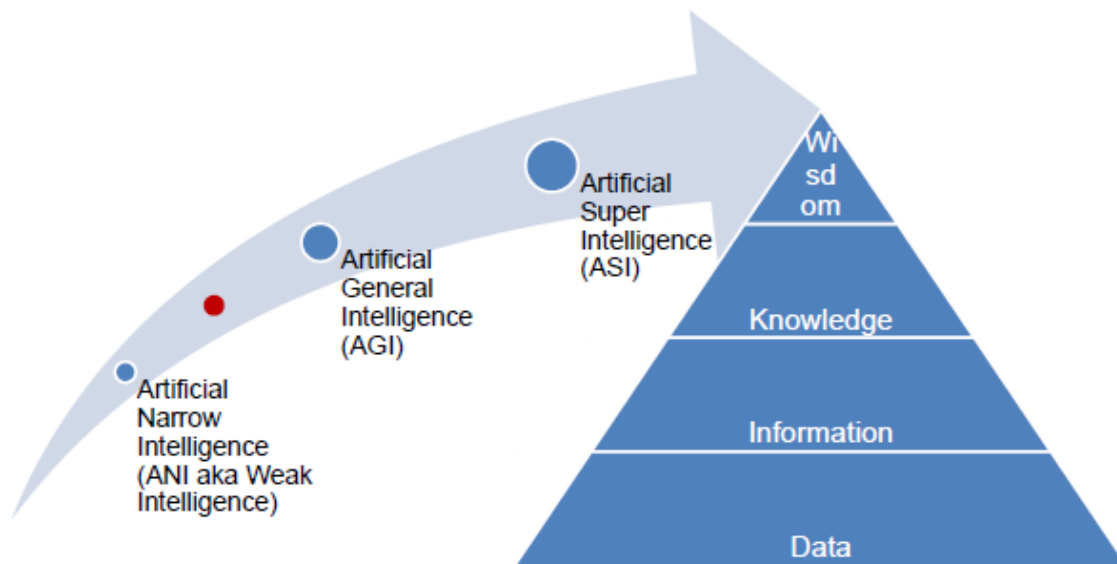 Artificial
Narrow
Intelligence
(ANI aka Weak
Intelligence)
Artificial
General
Intelligence
(AGI)
Artificial
Super
Intelligence
(ASI)
Wi
sd
om
Knowledge
Information
Data